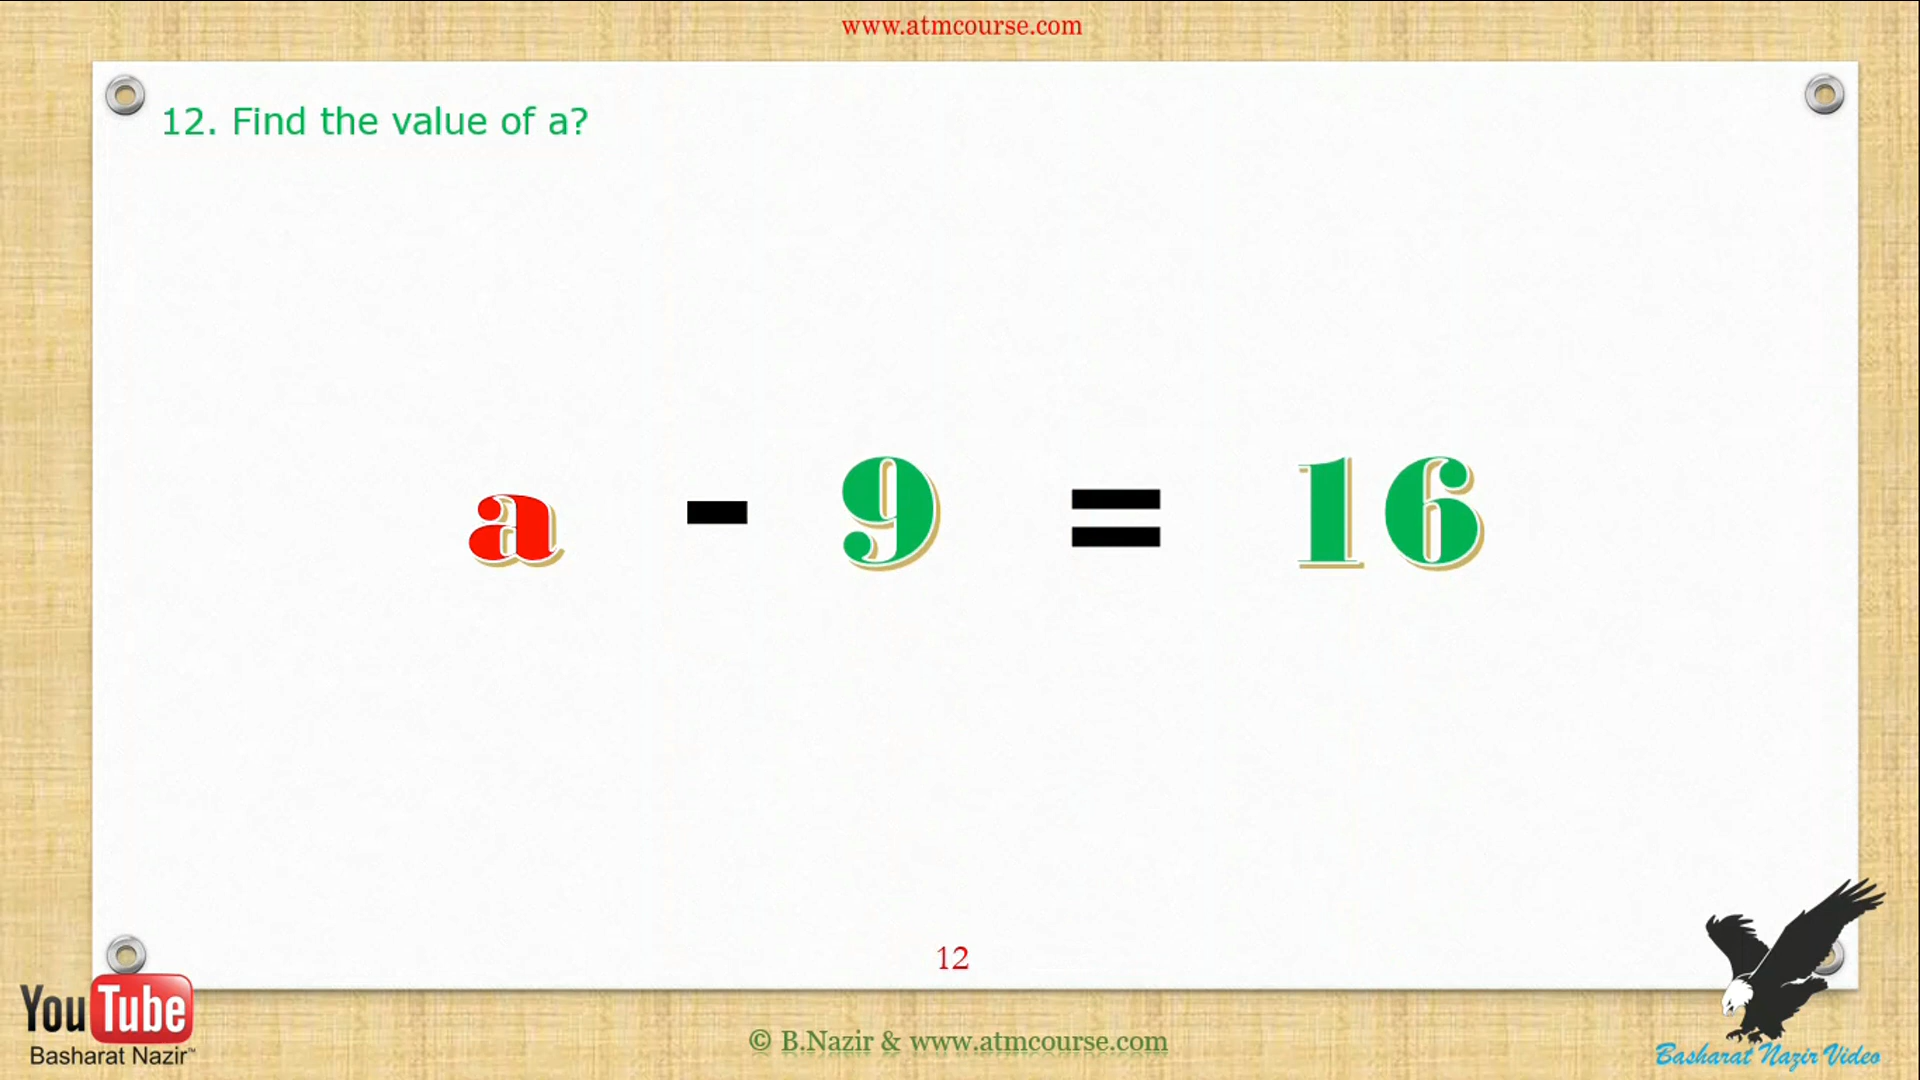 www.atmcourse.com
12. Find the value of a?
a - 9 = 16
12
YouTube
Basharat Nazir™
© B.Nazir & www.atmcourse.com
Basharat Nazir Video